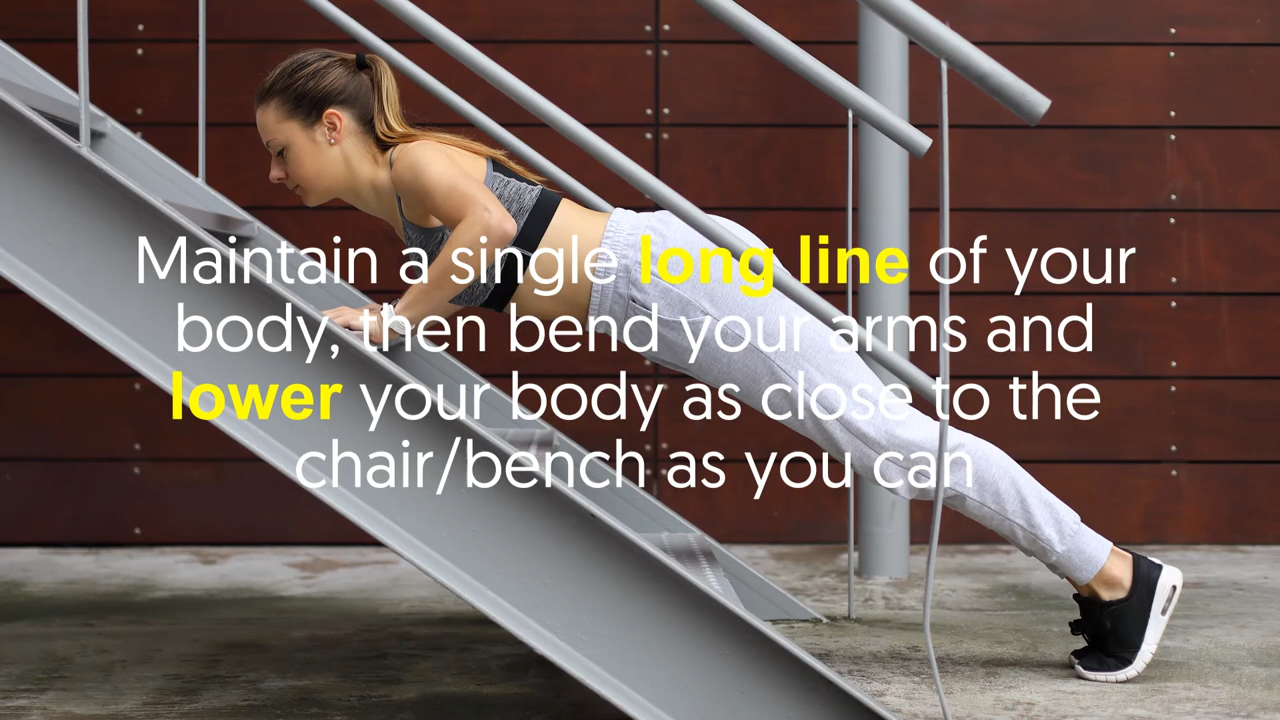 Maintain a single long line of your
body, then bend your arms and
lower your body as close to the
chair/bench as you can